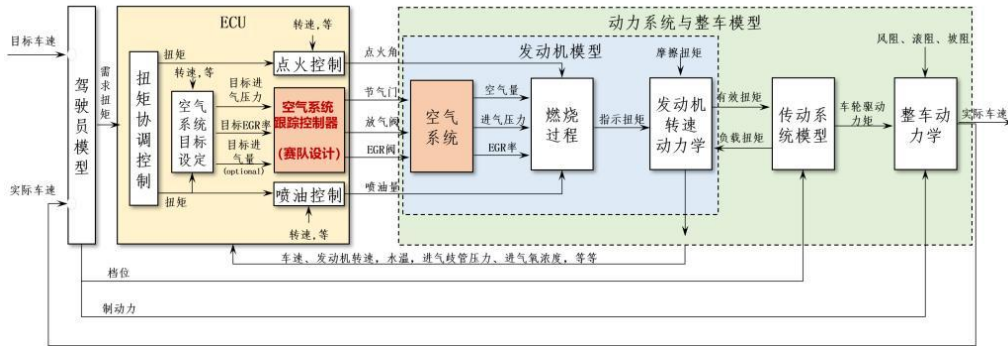 ECU
动力系统与整车模型
目标车速
转速,等
风阻、滚阻、坡阻
扭矩
点火控制
点火角
发动机模型
摩擦扭矩
驾驶员模型
需求扭矩
扭矩协调控制
转速,等
目标进
气压力
空气系统目标设定
目标EGR率
目标进
气量
(optional)
空气系统
跟踪控制器
(赛队设计)
节气门
放气阀
EGR阀
空气
系统
空气量
进气压力
EGR率
燃烧
过程
指示扭矩
发动机
转速
动力学
有效扭矩
负载扭矩
传动系
统模型
车轮驱动
力矩
整车动
力学
实际车速
实际车速
扭矩
喷油控制
喷油量
转速,等
车速、发动机转速,水温,进气歧管压力、进气氧浓度,等等
档位
制动力